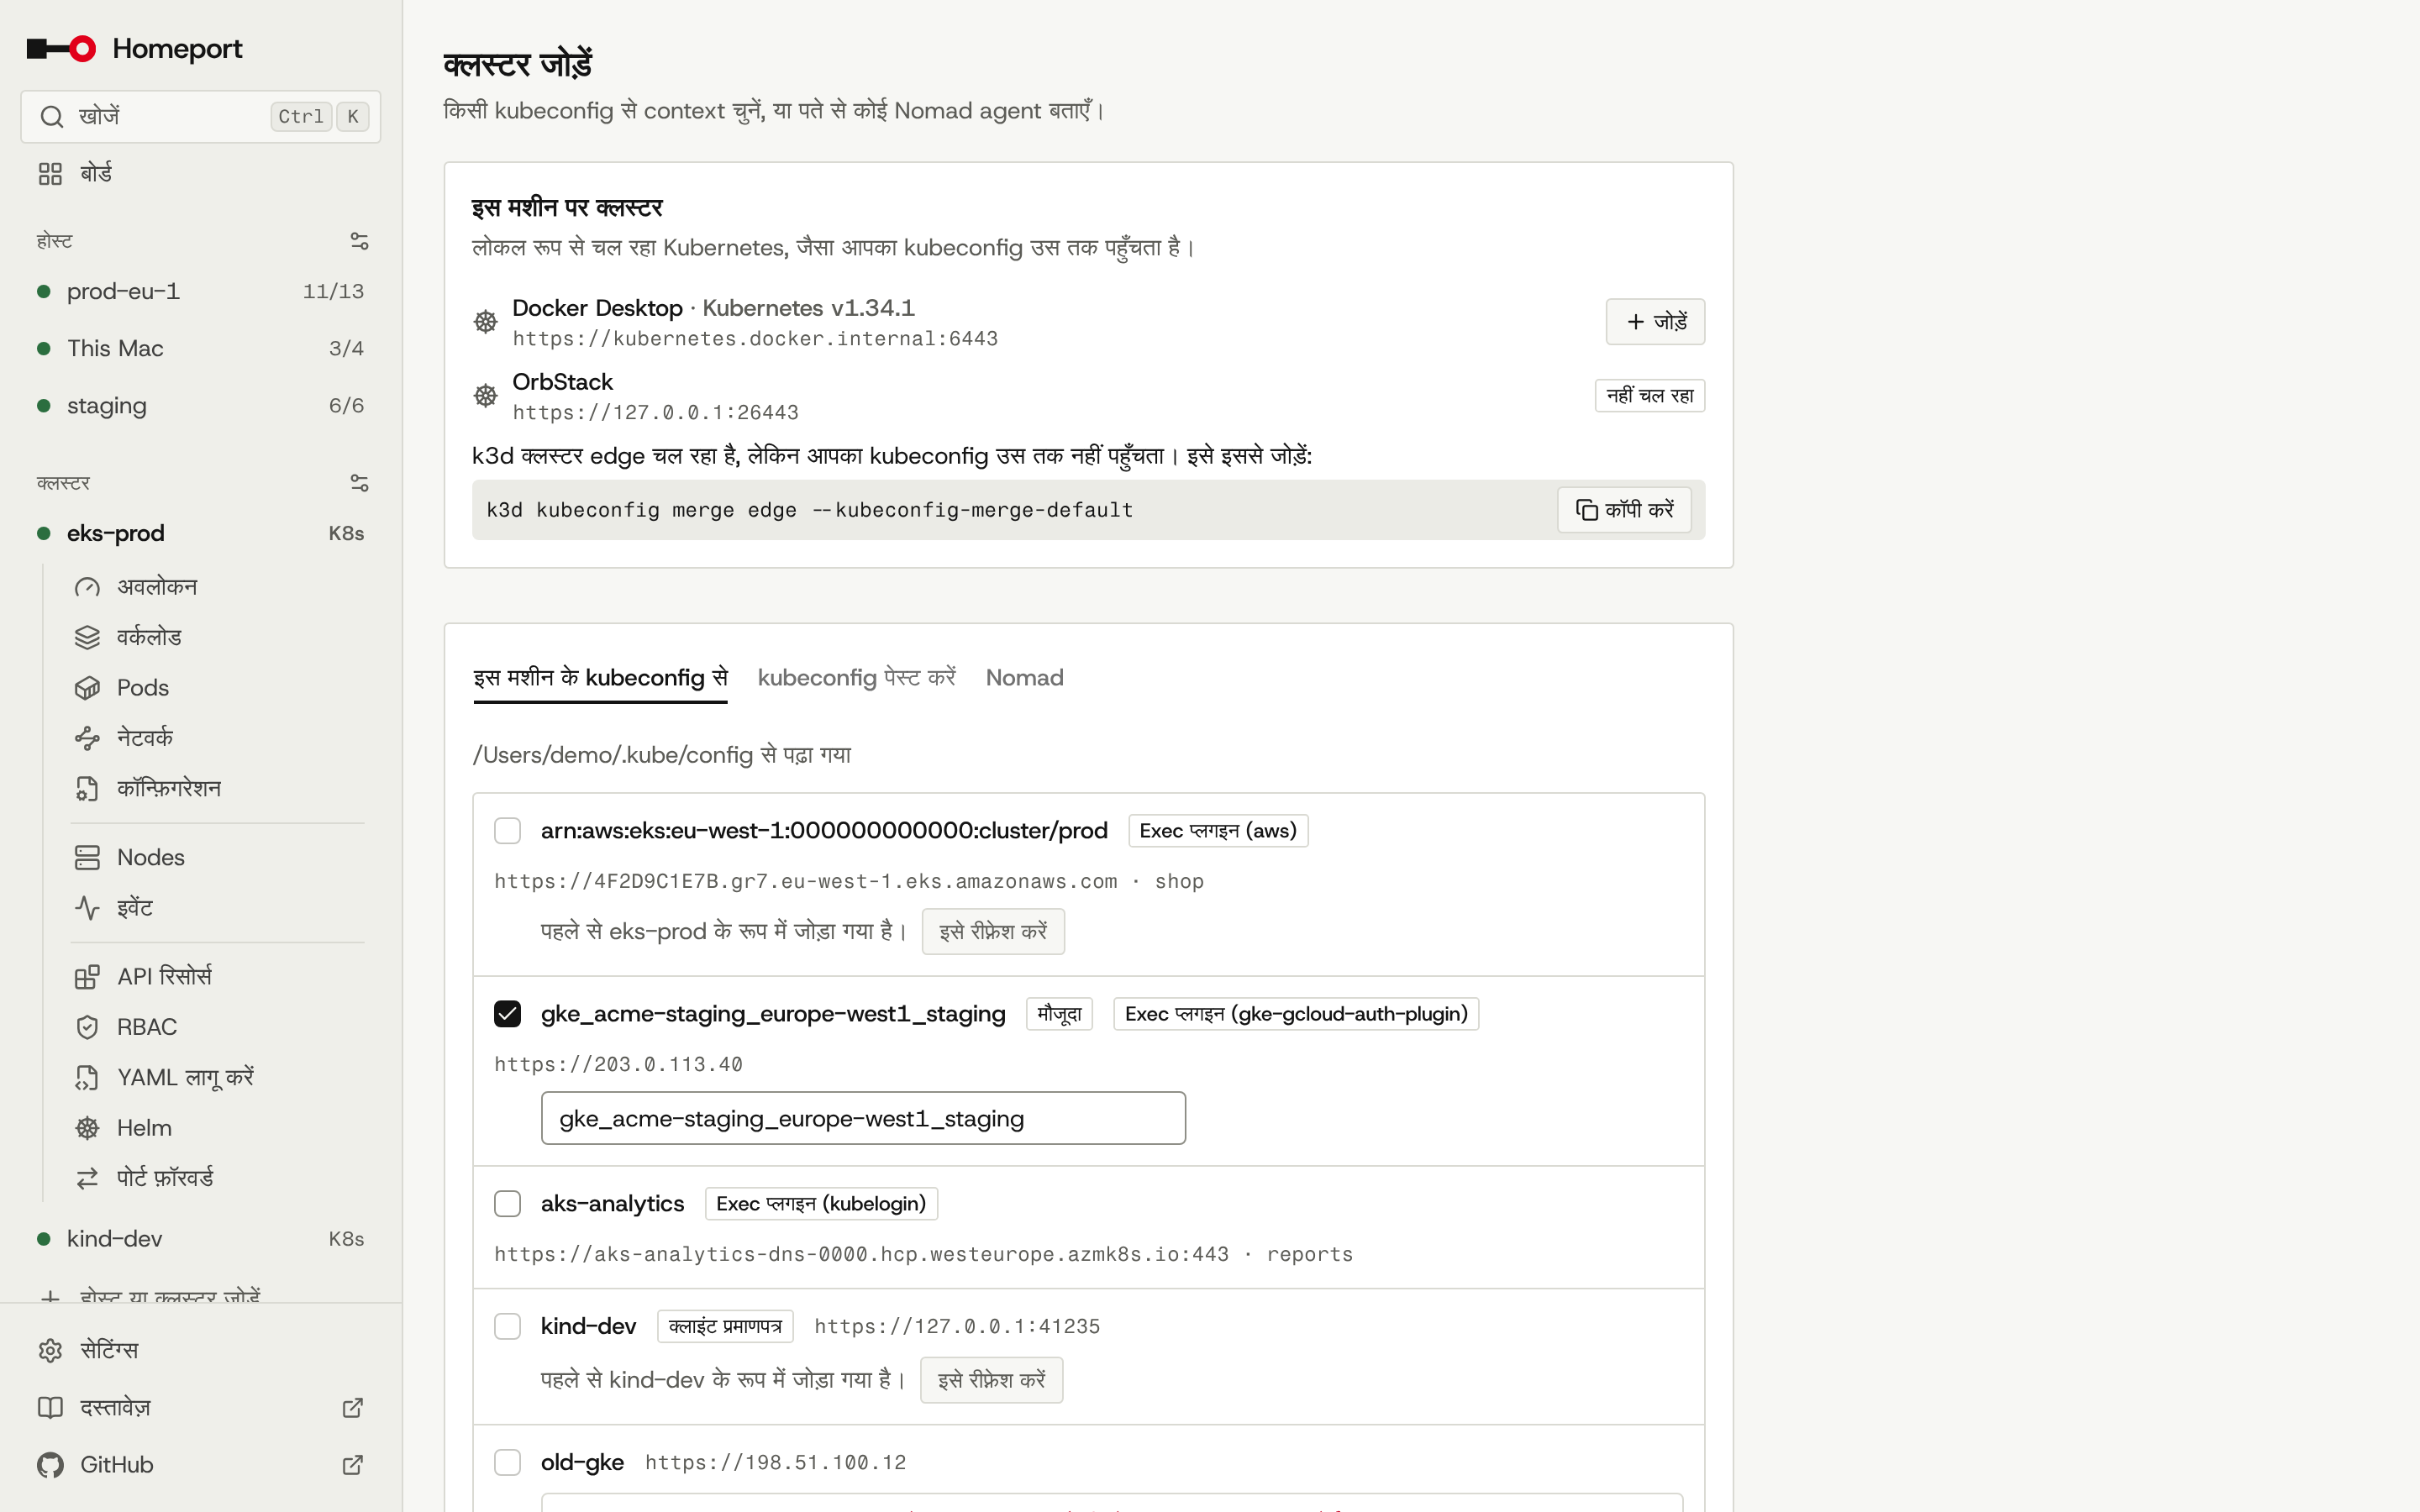 Homeport
खोजें Ctrl K
बोर्ड
होस्ट
prod-eu-1 11/13
This Mac 3/4
staging 6/6
क्लस्टर
eks-prod K8s
अवलोकन
वर्कलोड
Pods
नेटवर्क
कॉन्फ़िगरेशन
Nodes
इवेंट
API रिसोर्स
RBAC
YAML लागू करें
Helm
पोर्ट फ़ॉरवर्ड
kind-dev K8s
होस्ट या क्लस्टर जोड़ें
सेटिंग्स
दस्तावेज़
GitHub
क्लस्टर जोड़ें
किसी kubeconfig से context चुनें, या पते से कोई Nomad agent बताएँ।
इस मशीन पर क्लस्टर
लोकल रूप से चल रहा Kubernetes, जैसा आपका kubeconfig उस तक पहुँचता है।
Docker Desktop · Kubernetes v1.34.1
https://kubernetes.docker.internal:6443
जोड़ें
OrbStack
https://127.0.0.1:26443
नहीं चल रहा
k3d क्लस्टर edge चल रहा है, लेकिन आपका kubeconfig उस तक नहीं पहुँचता। इसे इससे जोड़ें:
k3d kubeconfig merge edge --kubeconfig-merge-default
कॉपी करें
इस मशीन के kubeconfig से kubeconfig पेस्ट करें Nomad
/Users/demo/.kube/config से पढ़ा गया
arn:aws:eks:eu-west-1:000000000000:cluster/prod Exec प्लगइन (aws)
https://4F2D9C1E7B.gr7.eu-west-1.eks.amazonaws.com · shop
पहले से eks-prod के रूप में जोड़ा गया है। इसे रीफ़्रेश करें
gke_acme-staging_europe-west1_staging मौजूदा Exec प्लगइन (gke-gcloud-auth-plugin)
https://203.0.113.40
gke_acme-staging_europe-west1_staging
aks-analytics Exec प्लगइन (kubelogin)
https://aks-analytics-dns-0000.hcp.westeurope.azmk8s.io:443 · reports
kind-dev क्लाइंट प्रमाणपत्र https://127.0.0.1:41235
पहले से kind-dev के रूप में जोड़ा गया है। इसे रीफ़्रेश करें
old-gke https://198.51.100.12